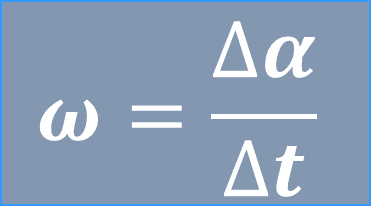 ω = Δα / Δt